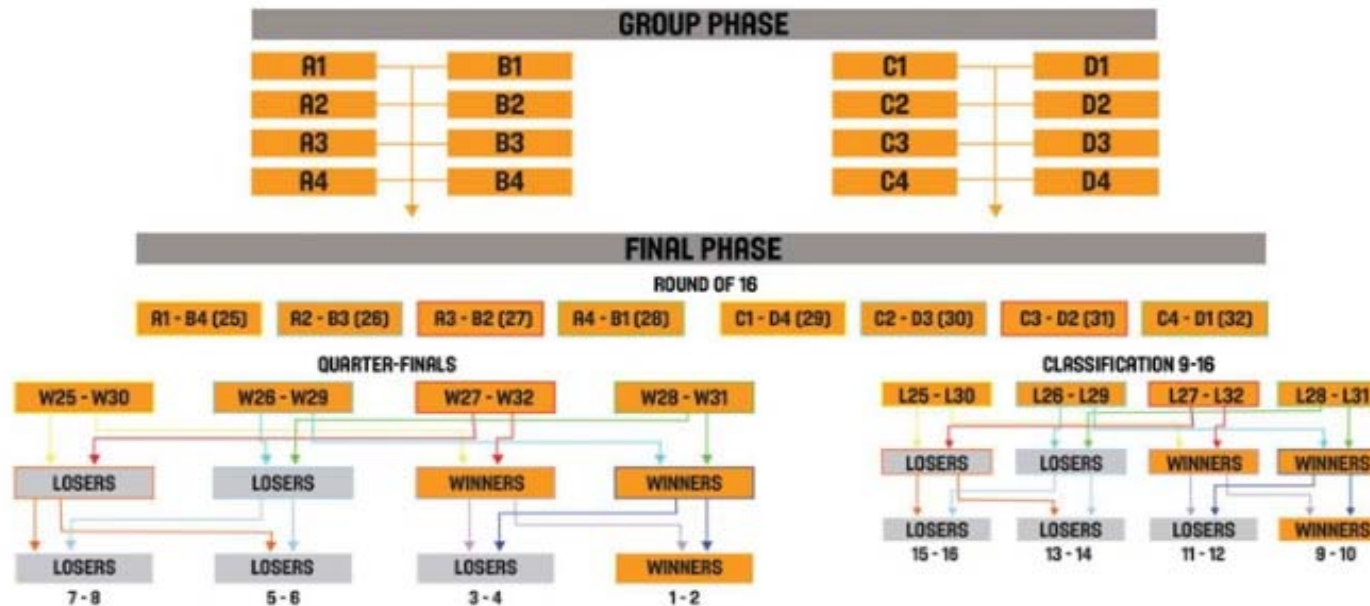 GROUP PHASE
A1 B1 C1 D1
A2 B2 C2 D2
A3 B3 C3 D3
A4 B4 C4 D4
FINAL PHASE
ROUND OF 16
A1 - B4 (25) A2 - B3 (26) A3 - B2 (27) A4 - B1 (28) C1 - D4 (29) C2 - D3 (30) C3 - D2 (31) C4 - D1 (32)
QUARTER-FINALS
W25 - W30 W26 - W29 W27 - W32 W28 - W31
LOSERS LOSERS WINNERS WINNERS
LOSERS LOSERS LOSERS WINNERS
7 - 8 5 - 6 3 - 4 1 - 2
CLASSIFICATION 9-16
L25 - L30 L26 - L29 L27 - L32 L28 - L31
LOSERS LOSERS WINNERS WINNERS
LOSERS LOSERS LOSERS WINNERS
15 - 16 13 - 14 11 - 12 9 - 10